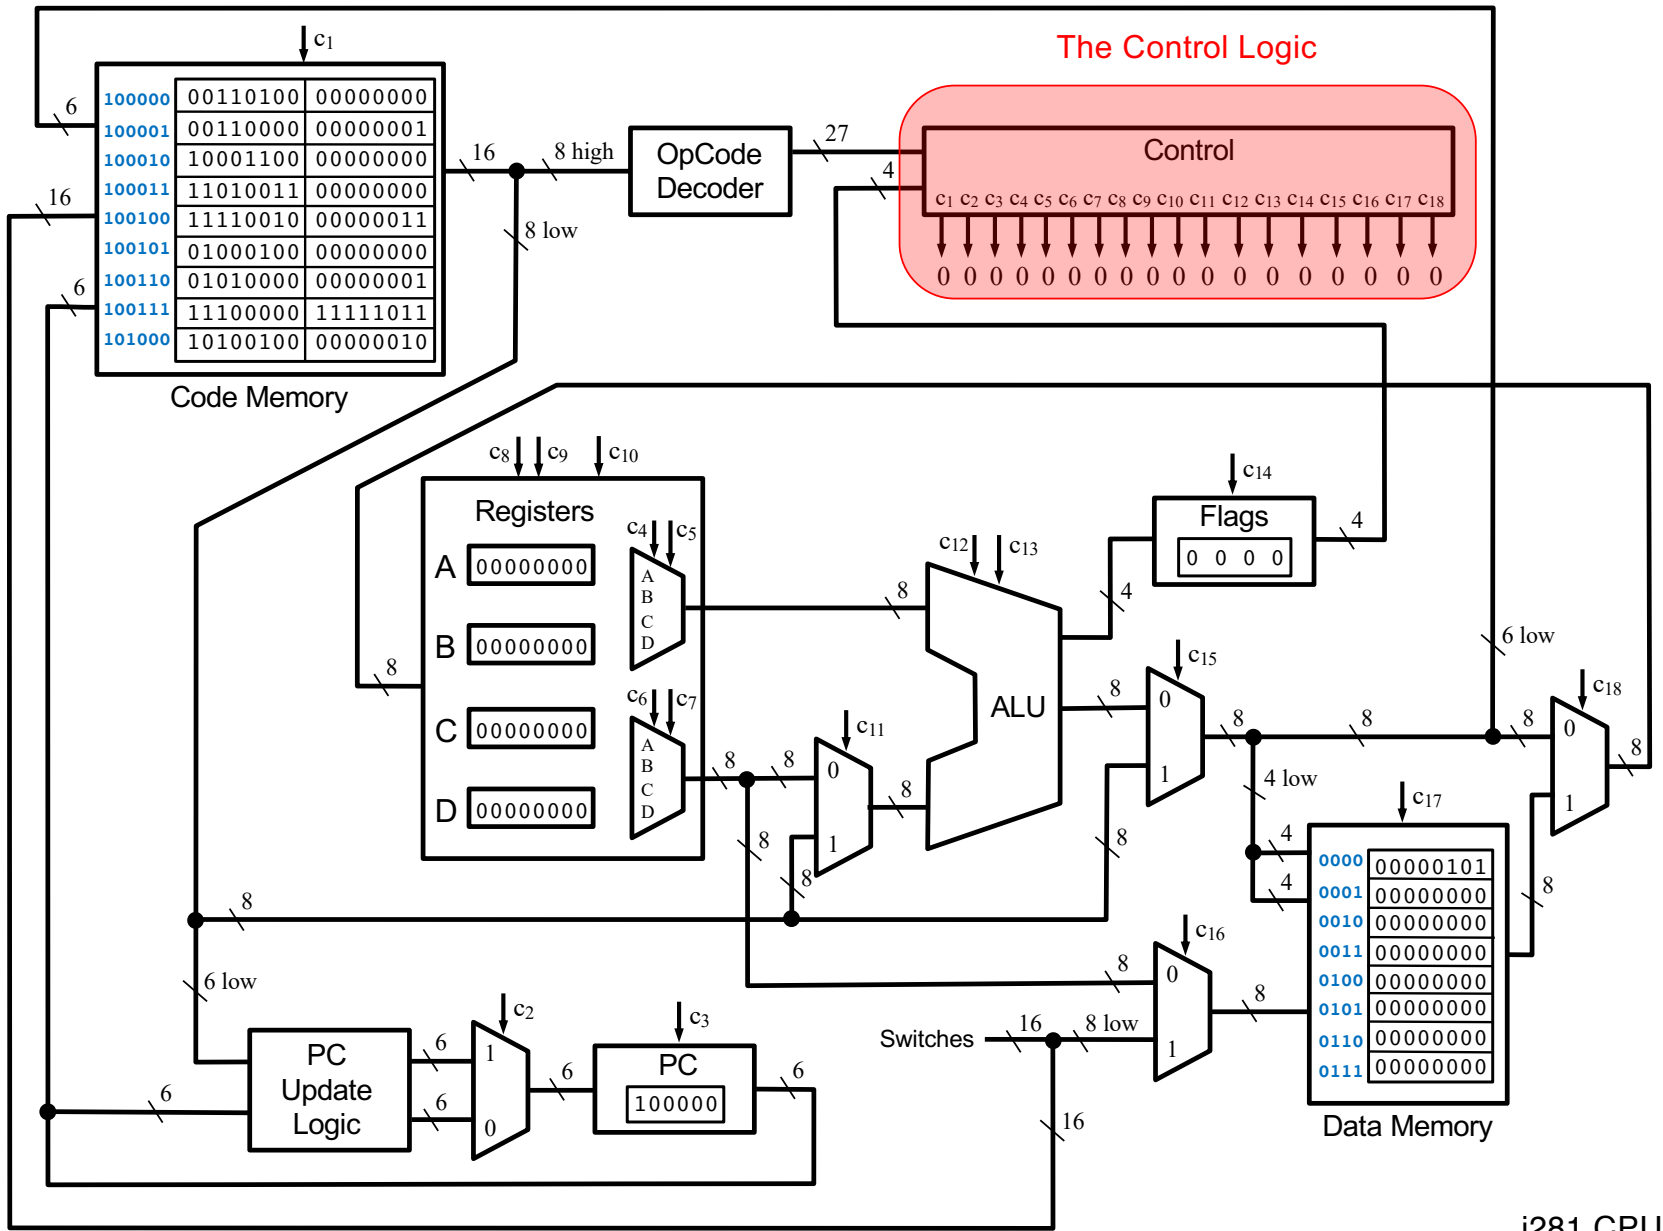 The Control Logic
c1
100000 00110100 00000000
100001 00110000 00000001
100010 10001100 00000000
100011 11010011 00000000
100100 11110010 00000011
100101 01000100 00000000
100110 01010000 00000001
100111 11100000 11111011
101000 10100100 00000010
Code Memory
6
16
6
16
8 high
8 low
OpCode
Decoder
27
4
Control
c1 c2 c3 c4 c5 c6 c7 c8 c9 c10 c11 c12 c13 c14 c15 c16 c17 c18
0 0 0 0 0 0 0 0 0 0 0 0 0 0 0 0 0 0
c8 c9 c10
Registers
A 00000000
B 00000000
C 00000000
D 00000000
c4 c5
A
B
C
D
c6 c7
A
B
C
D
8
8
8
8
8
8
c11
0
1
8
8
c12 c13
ALU
4
8
c14
Flags
0 0 0 0
4
c15
0
1
8
8
8
8
6 low
4 low
4
4
c18
0
1
8
c17
0000 00000101
0001 00000000
0010 00000000
0011 00000000
0100 00000000
0101 00000000
0110 00000000
0111 00000000
Data Memory
8
c16
0
1
8
8
Switches
16
8 low
16
6 low
PC
Update
Logic
6
6
6
c2
1
0
6
c3
PC
100000
6
i281 CPU